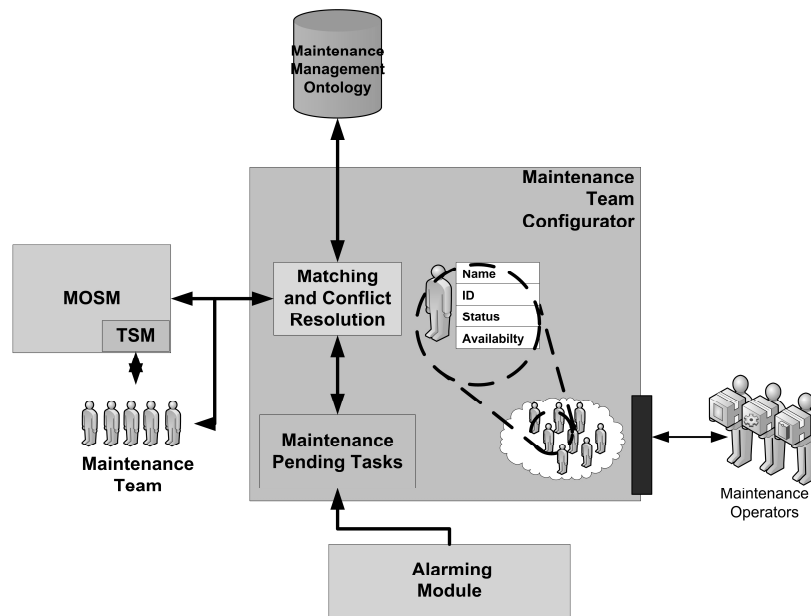 Maintenance
Management
Ontology
Maintenance
Team
Configurator
MOSM
TSM
Matching
and Conflict
Resolution
Name
ID
Status
Availabilty
Maintenance
Team
Maintenance
Pending Tasks
Maintenance
Operators
Alarming
Module